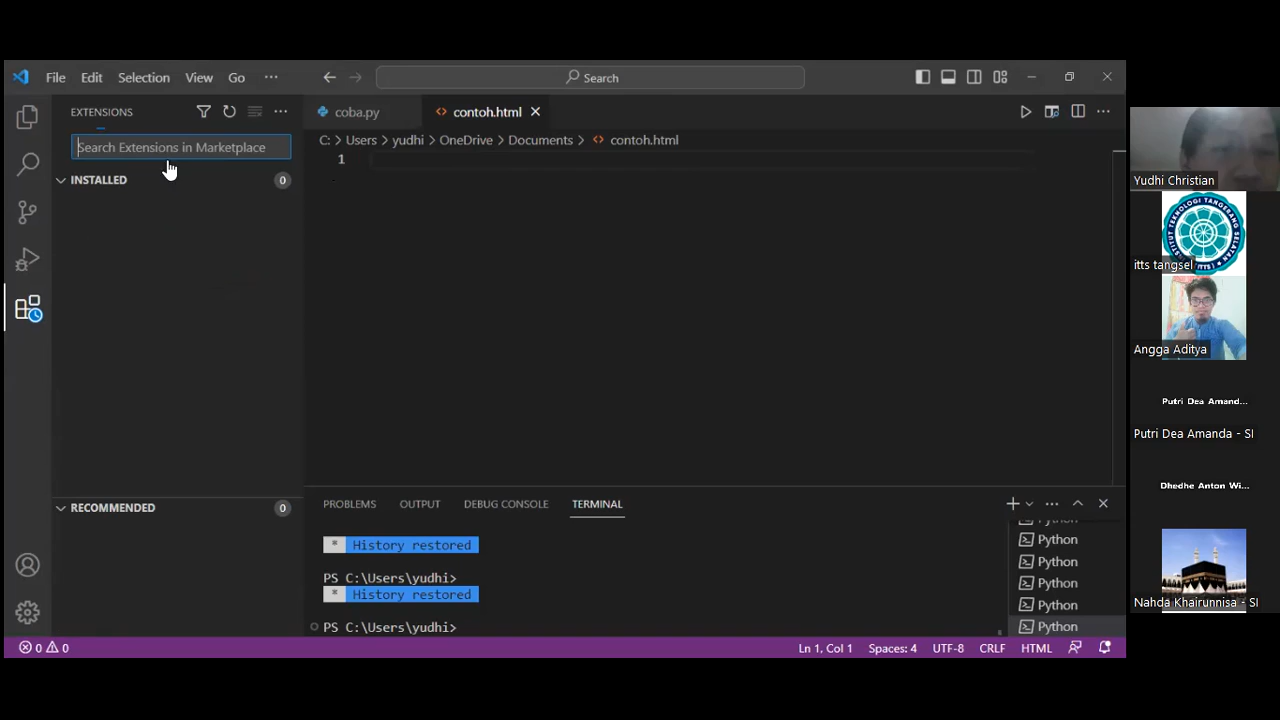 File Edit Selection View Go ···
Search
EXTENSIONS
Search Extensions in Marketplace
INSTALLED 0
RECOMMENDED 0
coba.py
contoh.html
C: > Users > yudhi > OneDrive > Documents > contoh.html
1
PROBLEMS OUTPUT DEBUG CONSOLE TERMINAL
* History restored
PS C:\Users\yudhi>
* History restored
PS C:\Users\yudhi>
Python
Python
Python
Python
Python
0 0
Ln 1, Col 1 Spaces: 4 UTF-8 CRLF HTML
Yudhi Christian
INSTITUT TEKNOLOGI TANGERANG SELATAN
itts tangsel
Angga Aditya
Putri Dea Amand...
Putri Dea Amanda - SI
Dhedhe Anton Wi...
Nahda Khairunnisa - SI